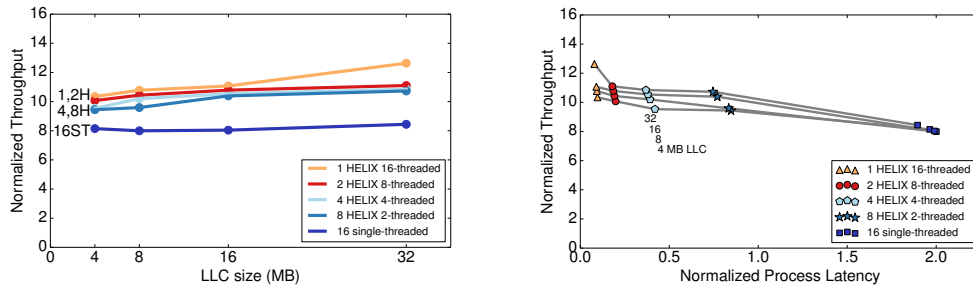 16
14
12
10
8
6
4
2
0
Normalized Throughput
1,2H
4,8H
16ST
1 HELIX 16-threaded
2 HELIX 8-threaded
4 HELIX 4-threaded
8 HELIX 2-threaded
16 single-threaded
0 4 8 16 32
LLC size (MB)
16
14
12
10
8
6
4
2
0
Normalized Throughput
32
16
8
4 MB LLC
1 HELIX 16-threaded
2 HELIX 8-threaded
4 HELIX 4-threaded
8 HELIX 2-threaded
16 single-threaded
0.0 0.5 1.0 1.5 2.0
Normalized Process Latency